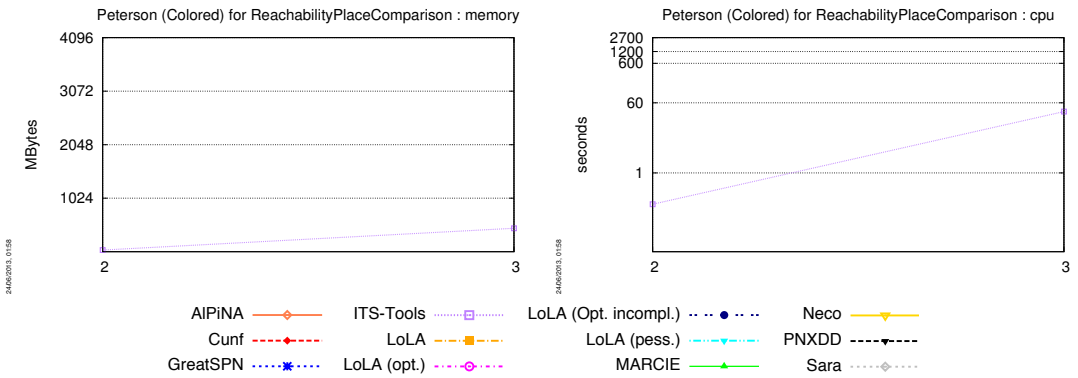 Peterson (Colored) for ReachabilityPlaceComparison : memory
4096
3072
2048
1024
MBytes
2 3
24/06/2013, 01:58
Peterson (Colored) for ReachabilityPlaceComparison : cpu
2700
1200
600
60
1
seconds
2 3
24/06/2013, 01:58
AlPiNA ITS-Tools LoLA (Opt. incompl.) Neco
Cunf LoLA LoLA (pess.) PNXDD
GreatSPN LoLA (opt.) MARCIE Sara